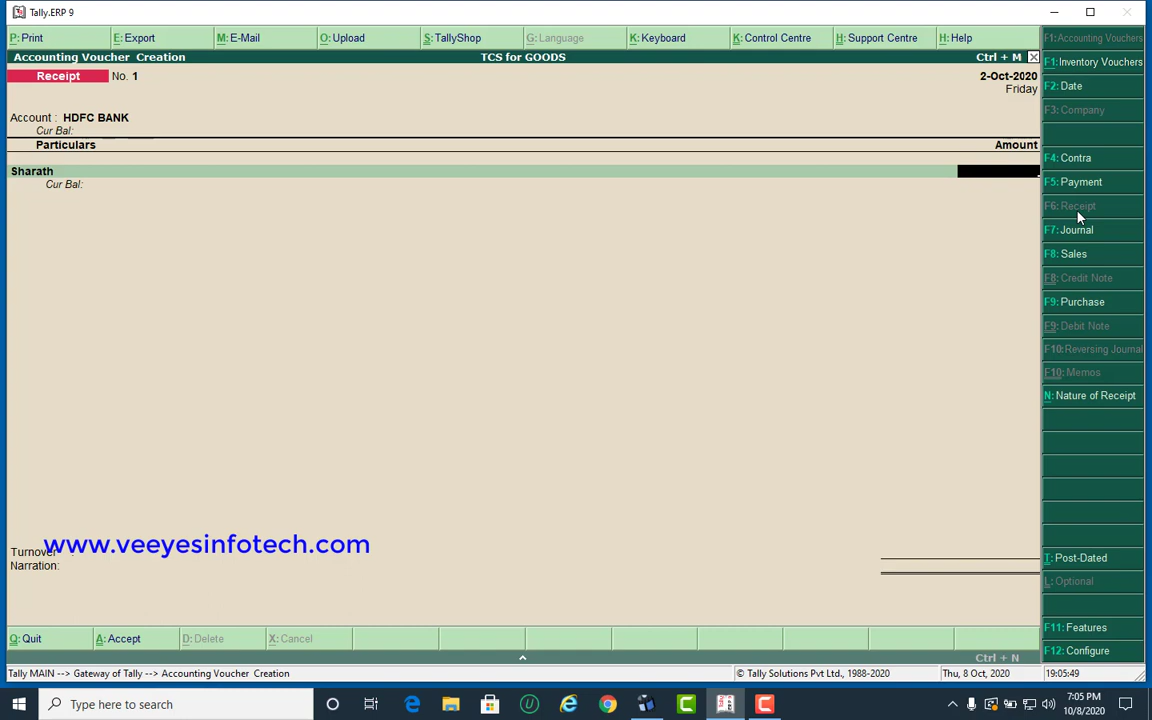 Tally.ERP 9
P: Print E: Export M: E-Mail O: Upload S: TallyShop G: Language K: Keyboard K: Control Centre H: Support Centre H: Help
Accounting Voucher Creation TCS for GOODS Ctrl + M
Receipt No. 1 2-Oct-2020
Friday
Account : HDFC BANK
Cur Bal:
Particulars Amount
Sharath
Cur Bal:
www.veeyesinfotech.com
Turnover
Narration:
F1: Accounting Vouchers
F1: Inventory Vouchers
F2: Date
F3: Company
F4: Contra
F5: Payment
F6: Receipt
F7: Journal
F8: Sales
F8: Credit Note
F9: Purchase
F9: Debit Note
F10: Reversing Journal
F10: Memos
N: Nature of Receipt
T: Post-Dated
L: Optional
F11: Features
F12: Configure
Q: Quit A: Accept D: Delete X: Cancel
Ctrl + N
Tally MAIN --> Gateway of Tally --> Accounting Voucher Creation © Tally Solutions Pvt Ltd., 1988-2020 Thu, 8 Oct, 2020 19:05:49
Type here to search
7:05 PM
10/8/2020